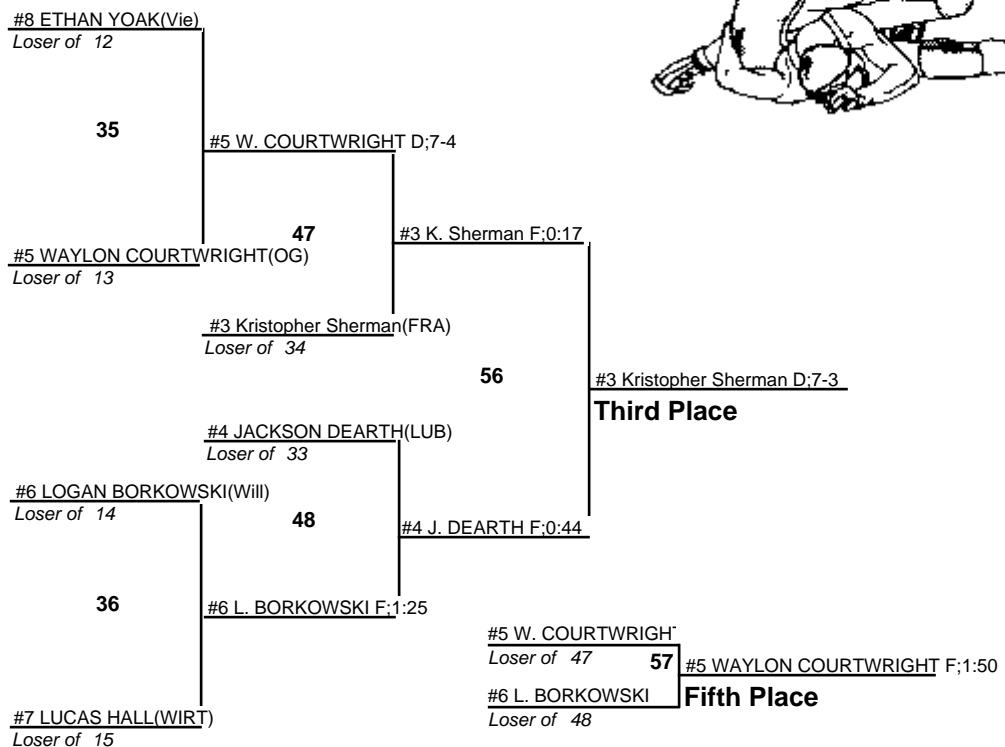 #8 ETHAN YOAK(Vie)
Loser of 12
35
#5 W. COURTWRIGHT D;7-4
47
#3 K. Sherman F;0:17
#5 WAYLON COURTWRIGHT(OG)
Loser of 13
#3 Kristopher Sherman(FRA)
Loser of 34
56
#3 Kristopher Sherman D;7-3
Third Place
#4 JACKSON DEARTH(LUB)
Loser of 33
#6 LOGAN BORKOWSKI(Will)
Loser of 14
48
#4 J. DEARTH F;0:44
36
#6 L. BORKOWSKI F;1:25
#5 W. COURTWRIGH
Loser of 47
57
#5 WAYLON COURTWRIGHT F;1:50
#6 L. BORKOWSKI
Fifth Place
Loser of 48
#7 LUCAS HALL(WIRT)
Loser of 15